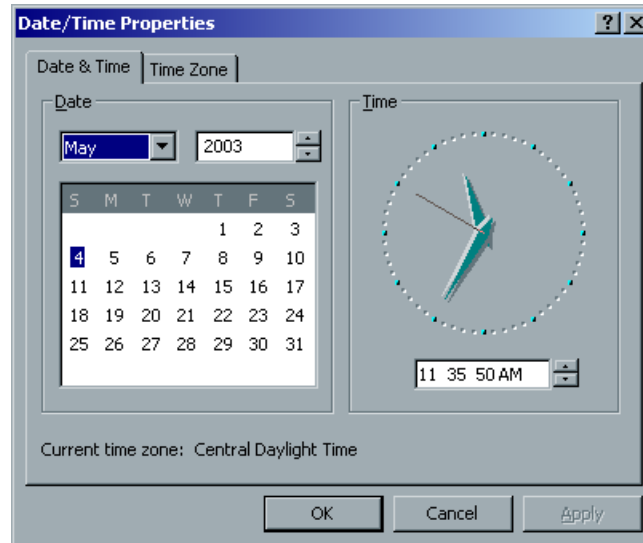 Date/Time Properties
Date & Time Time Zone
Date
May 2003
S M T W T F S
1 2 3
4 5 6 7 8 9 10
11 12 13 14 15 16 17
18 19 20 21 22 23 24
25 26 27 28 29 30 31
Time
11 35 50 AM
Current time zone: Central Daylight Time
OK Cancel Apply